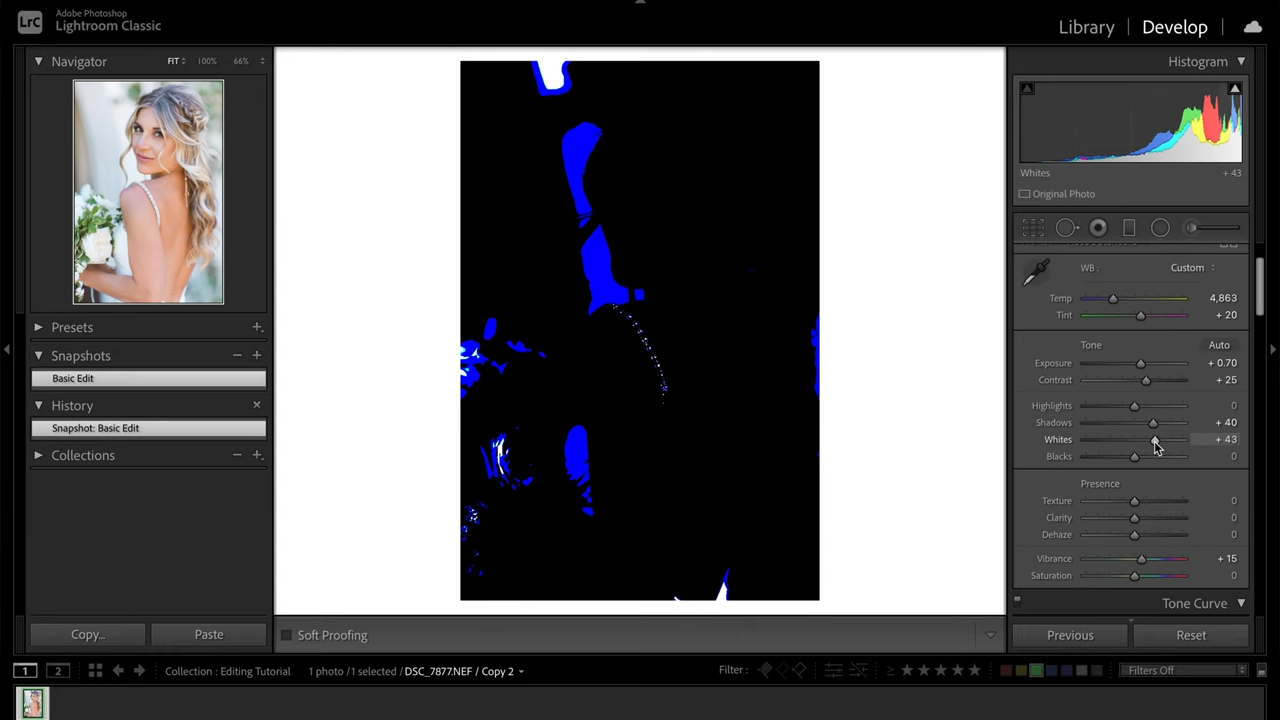 LrC
Adobe Photoshop
Lightroom Classic
Library
Develop
Navigator
FIT
100%
66%
Presets
Snapshots
Basic Edit
History
Snapshot: Basic Edit
Collections
Copy...
Paste
Soft Proofing
Histogram
Whites
+ 43
Original Photo
WB :
Custom
Temp
4,863
Tint
+ 20
Tone
Auto
Exposure
+ 0.70
Contrast
+ 25
Highlights
0
Shadows
+ 40
Whites
+ 43
Blacks
0
Presence
Texture
0
Clarity
0
Dehaze
0
Vibrance
+ 15
Saturation
0
Tone Curve
Previous
Reset
1
2
Collection : Editing Tutorial
1 photo / 1 selected / DSC_7877.NEF / Copy 2
Filter :
Filters Off